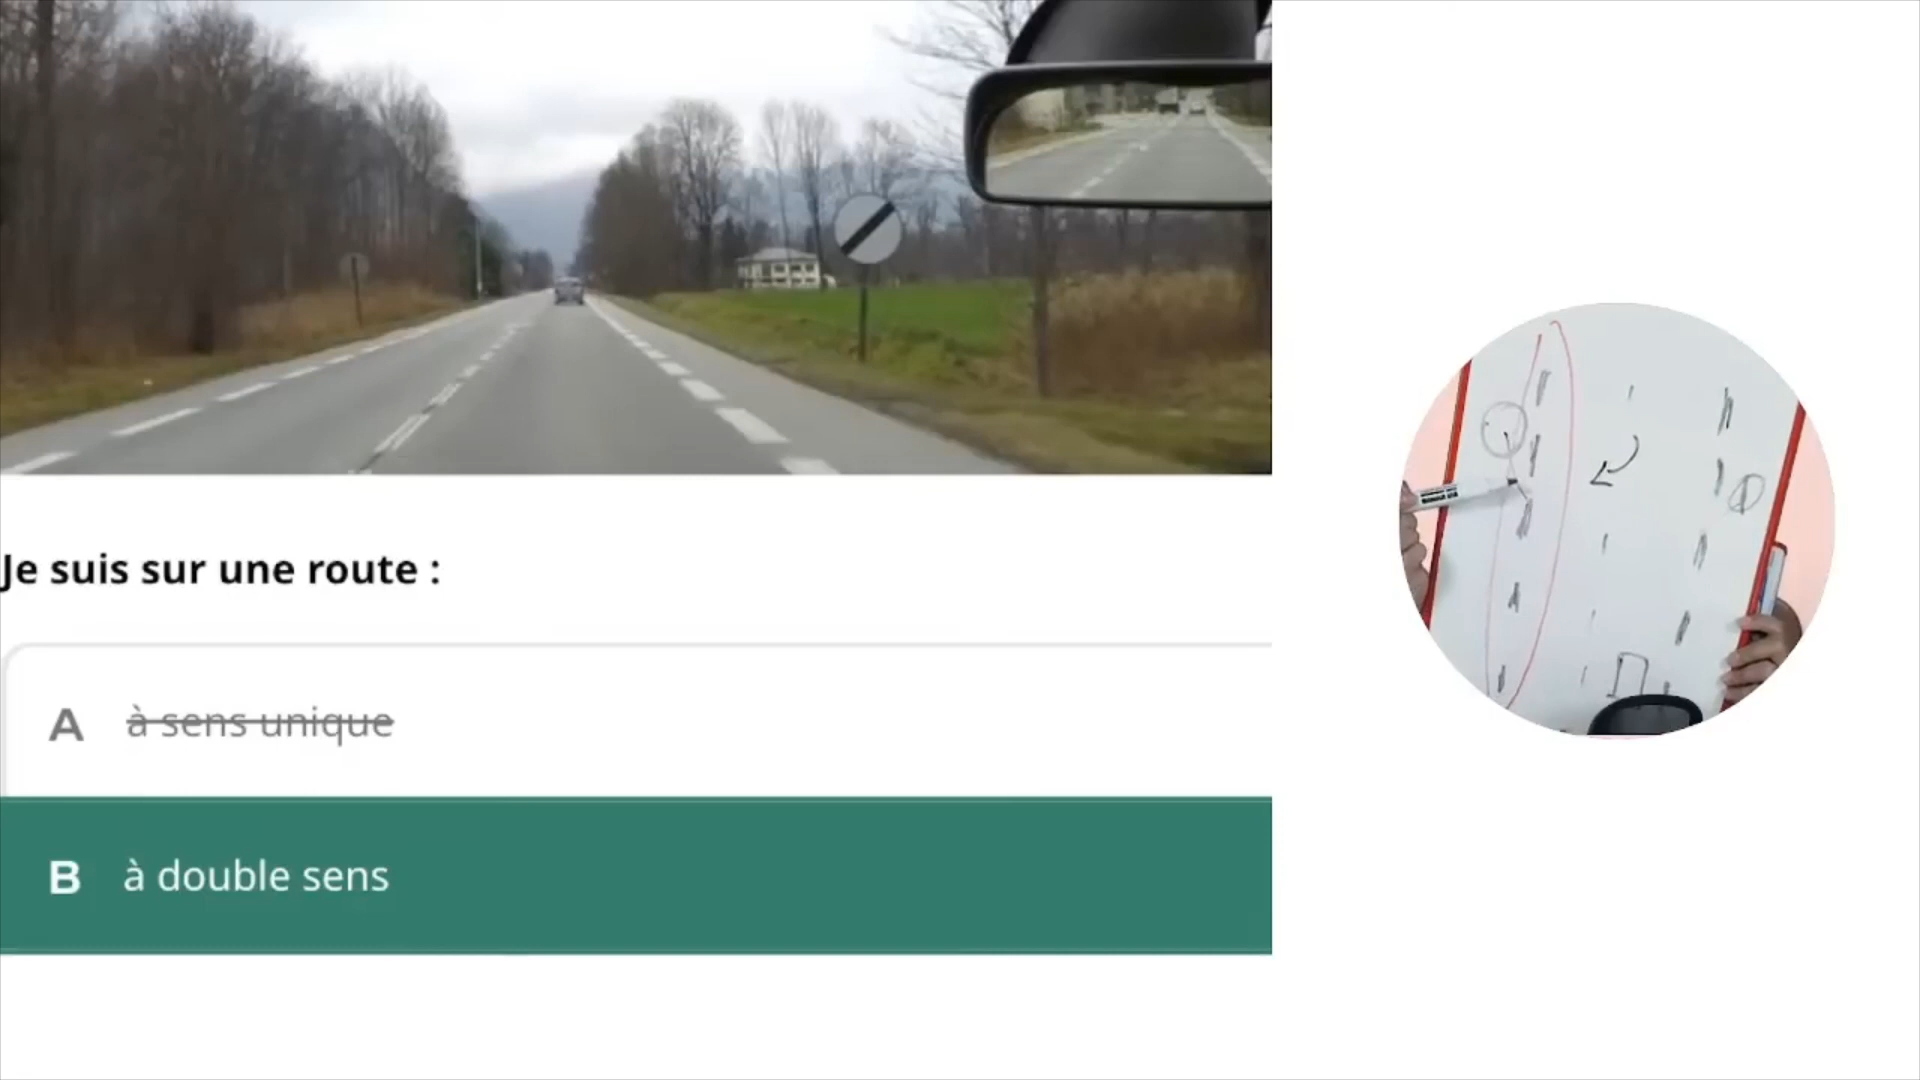 Je suis sur une route :
A à sens unique
B à double sens